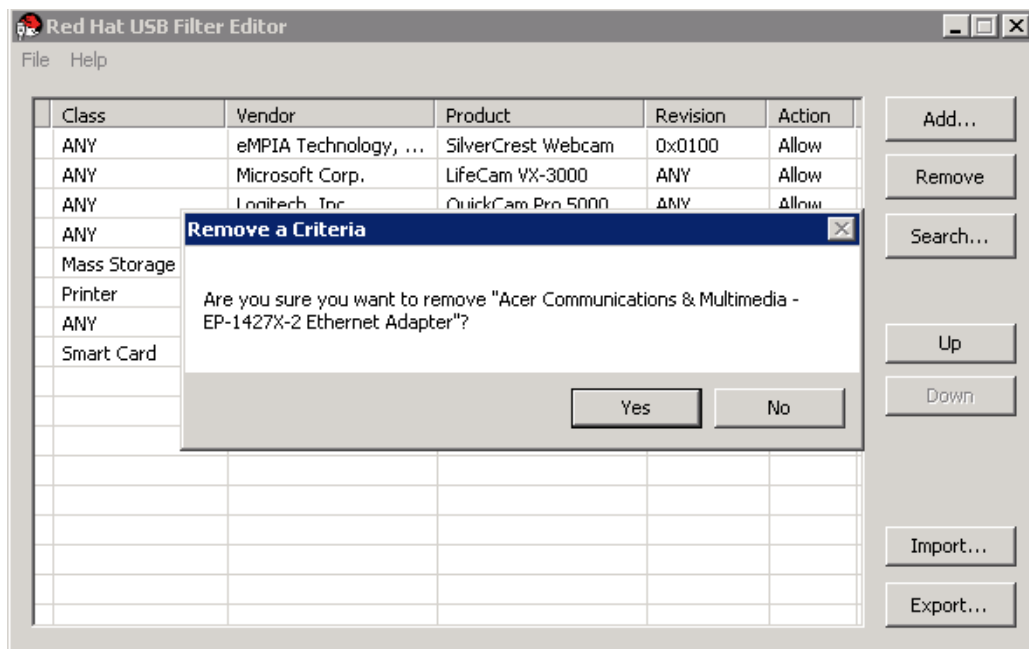 Red Hat USB Filter Editor
File Help
Class Vendor Product Revision Action
ANY eMPIA Technology, ... SilverCrest Webcam 0x0100 Allow
ANY Microsoft Corp. LifeCam VX-3000 ANY Allow
ANY Logitech, Inc. QuickCam Pro 5000 ANY Allow
ANY
Mass Storage
Printer
ANY
Smart Card
Remove a Criteria
Are you sure you want to remove "Acer Communications & Multimedia -
EP-1427X-2 Ethernet Adapter"?
Yes No
Add...
Remove
Search...
Up
Down
Import...
Export...